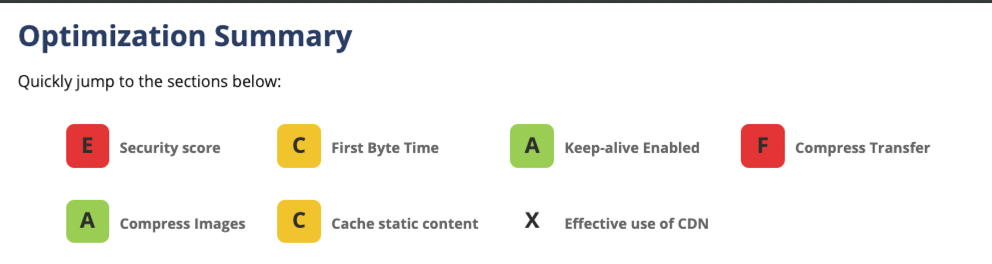 Optimization Summary
Quickly jump to the sections below:
E Security score C First Byte Time A Keep-alive Enabled F Compress Transfer
A Compress Images C Cache static content X Effective use of CDN